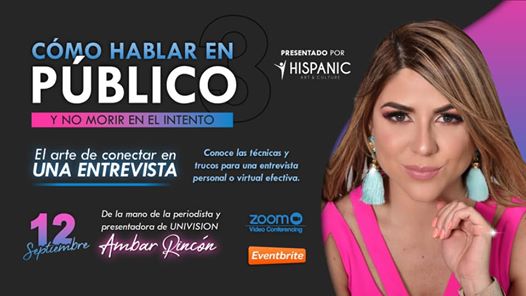 CÓMO HABLAR EN
PÚBLICO
3
Y NO MORIR EN EL INTENTO
PRESENTADO POR
HISPANIC
ART & CULTURE
El arte de conectar en
UNA ENTREVISTA
Conoce las técnicas y
trucos para una entrevista
personal o virtual efectiva.
12
Septiembre
De la mano de la periodista y
presentadora de UNIVISION
Ambar Rincón
zoom
Video Conferencing
Eventbrite